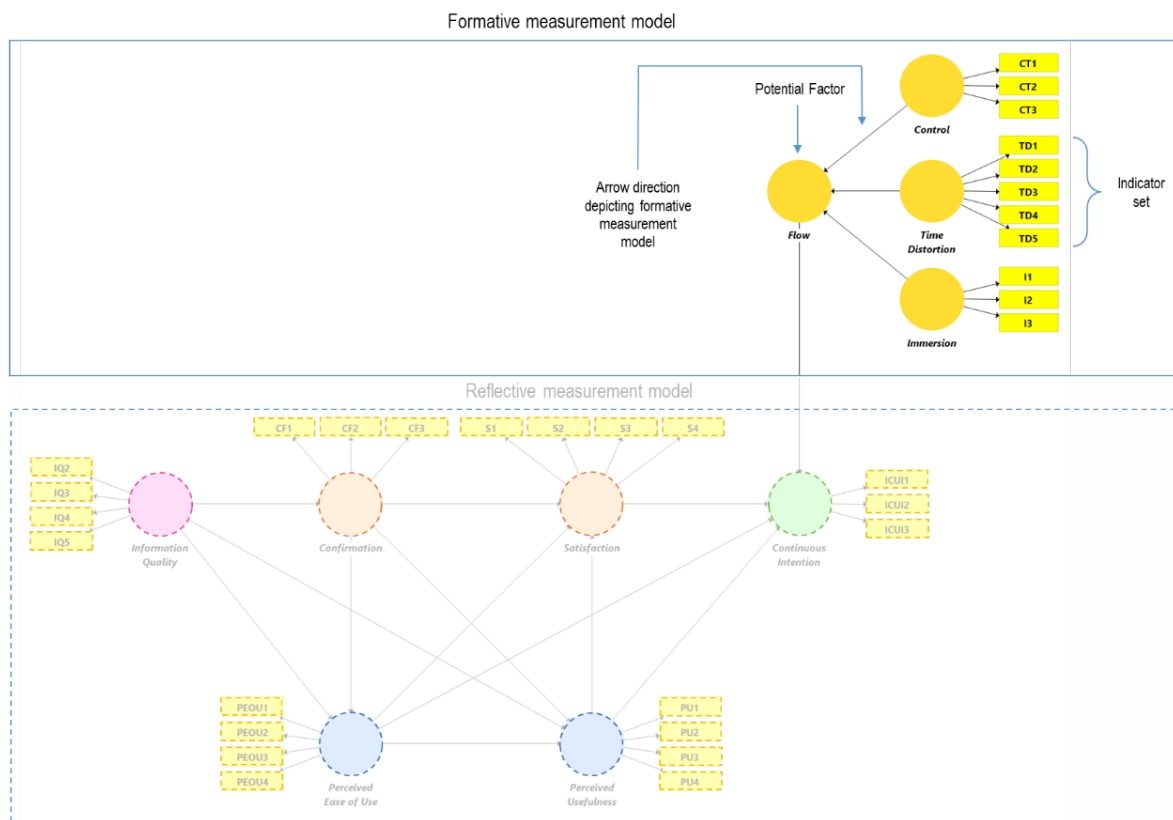 Formative measurement model
CT1
CT2
CT3
Control
Potential Factor
Arrow direction
depicting formative
measurement
model
Flow
TD1
TD2
TD3
TD4
TD5
Time
Distortion
Indicator
set
I1
I2
I3
Immersion
Reflective measurement model
CF1
CF2
CF3
S1
S2
S3
S4
IQ2
IQ3
IQ4
IQ5
Information
Quality
Confirmation
Satisfaction
Continuous
Intention
ICUI1
ICUI2
ICUI3
PEOU1
PEOU2
PEOU3
PEOU4
Perceived
Ease of Use
Perceived
Usefulness
PU1
PU2
PU3
PU4